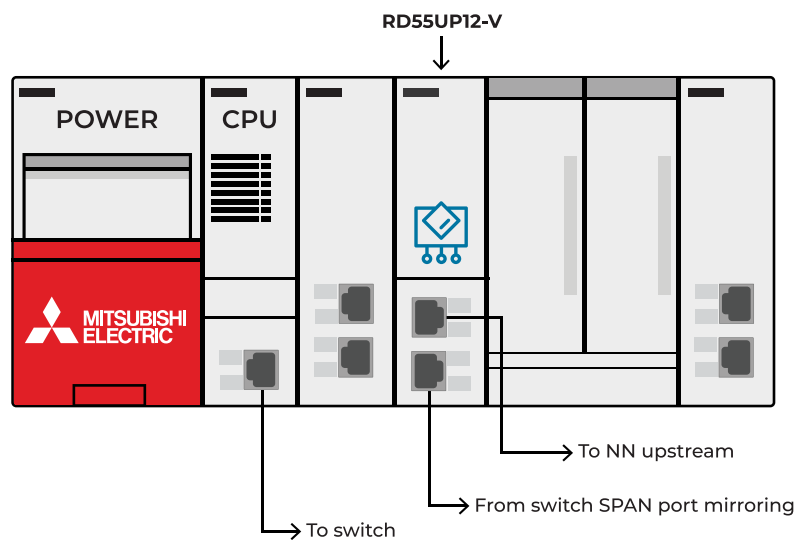 RD55UP12-V
POWER
CPU
MITSUBISHI
ELECTRIC
To NN upstream
From switch SPAN port mirroring
To switch